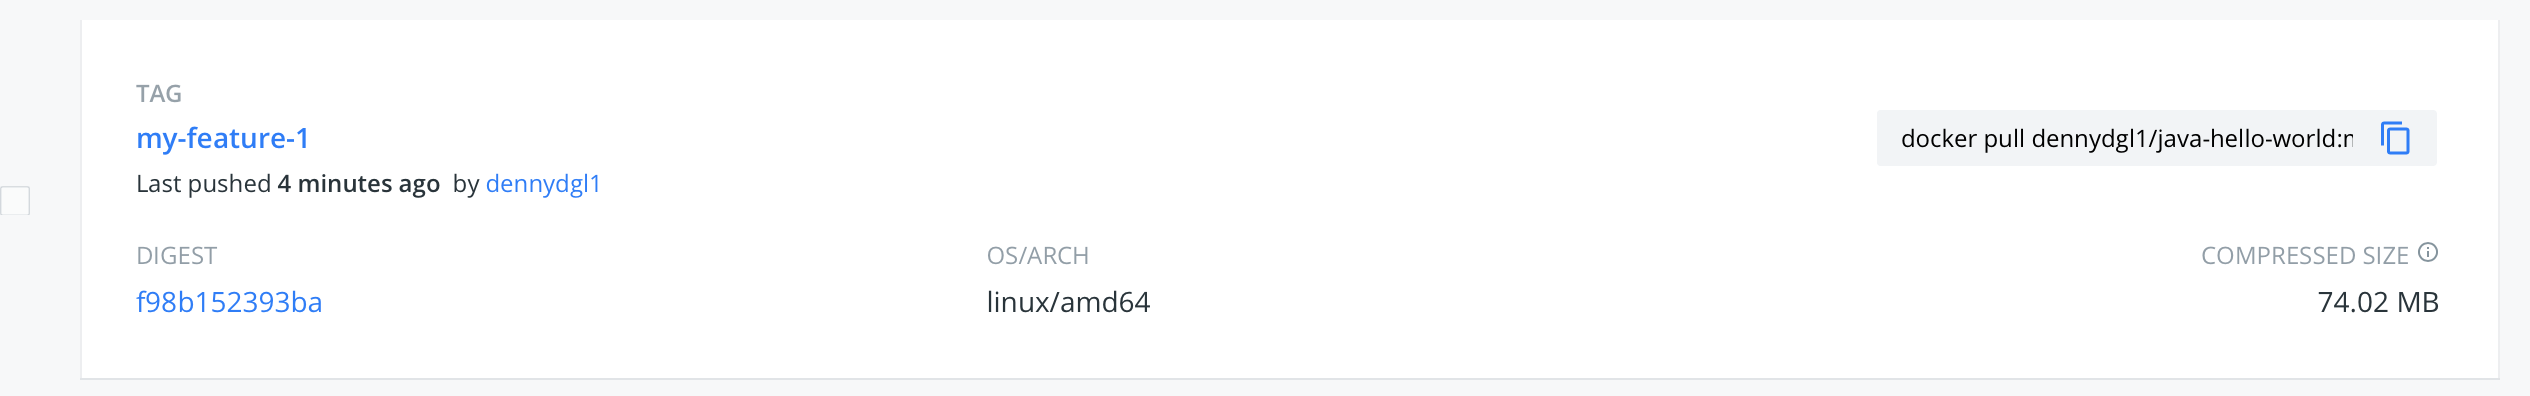 TAG
my-feature-1
docker pull dennydgl1/java-hello-world:
Last pushed 4 minutes ago by dennydgl1
DIGEST
OS/ARCH
COMPRESSED SIZE
f98b152393ba
linux/amd64
74.02 MB